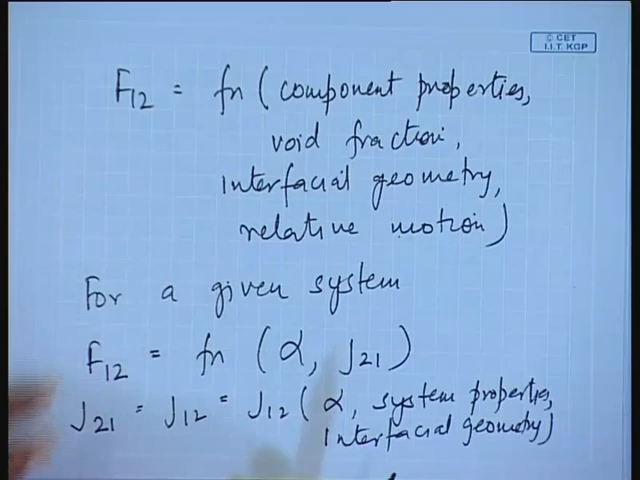 © CET
I.I.T. KGP
F12 = fn ( component properties,
void fraction,
interfacial geometry,
relative motion)
For a given system
F12 = fn (α, J21)
J21 = J12 = J12 ( α, system properties,
interfacial geometry)